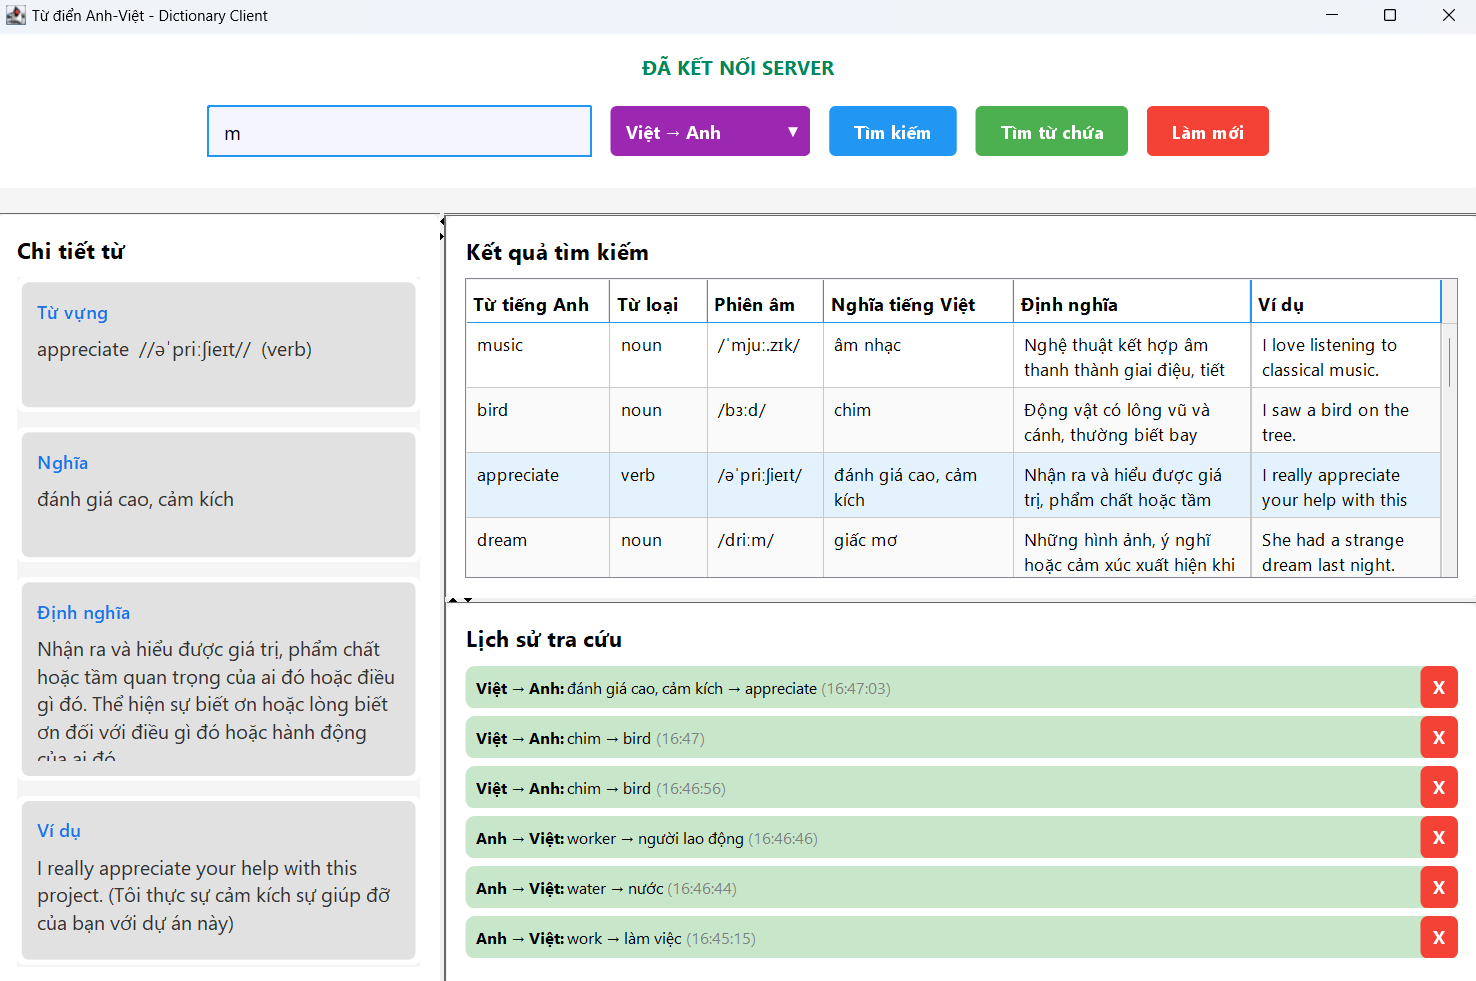 Từ điển Anh-Việt - Dictionary Client
ĐÃ KẾT NỐI SERVER
m
Việt → Anh ▼
Tìm kiếm
Tìm từ chứa
Làm mới
Chi tiết từ
Từ vựng
appreciate //əˈpriːʃieɪt// (verb)
Nghĩa
đánh giá cao, cảm kích
Định nghĩa
Nhận ra và hiểu được giá trị, phẩm chất
hoặc tầm quan trọng của ai đó hoặc điều
gì đó. Thể hiện sự biết ơn hoặc lòng biết
ơn đối với điều gì đó hoặc hành động
của ai đó
Ví dụ
I really appreciate your help with this
project. (Tôi thực sự cảm kích sự giúp đỡ
của bạn với dự án này)
Kết quả tìm kiếm
Từ tiếng Anh Từ loại Phiên âm Nghĩa tiếng Việt Định nghĩa Ví dụ
music noun /ˈmjuː.zɪk/ âm nhạc Nghệ thuật kết hợp âm I love listening to
thanh thành giai điệu, tiết classical music.
bird noun /bɜːd/ chim Động vật có lông vũ và I saw a bird on the
cánh, thường biết bay tree.
appreciate verb /əˈpriːʃieɪt/ đánh giá cao, cảm Nhận ra và hiểu được giá I really appreciate
kích trị, phẩm chất hoặc tầm your help with this
dream noun /driːm/ giấc mơ Những hình ảnh, ý nghĩ She had a strange
hoặc cảm xúc xuất hiện khi dream last night.
Lịch sử tra cứu
Việt → Anh: đánh giá cao, cảm kích → appreciate (16:47:03) X
Việt → Anh: chim → bird (16:47) X
Việt → Anh: chim → bird (16:46:56) X
Anh → Việt: worker → người lao động (16:46:46) X
Anh → Việt: water → nước (16:46:44) X
Anh → Việt: work → làm việc (16:45:15) X